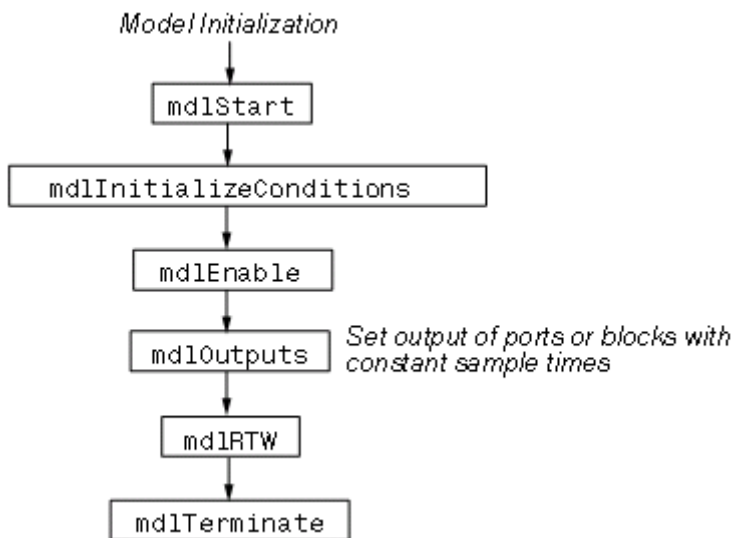 Model Initialization
mdlStart
mdlInitializeConditions
mdlEnable
mdlOutputs
Set output of ports or blocks with
constant sample times
mdlRTW
mdlTerminate